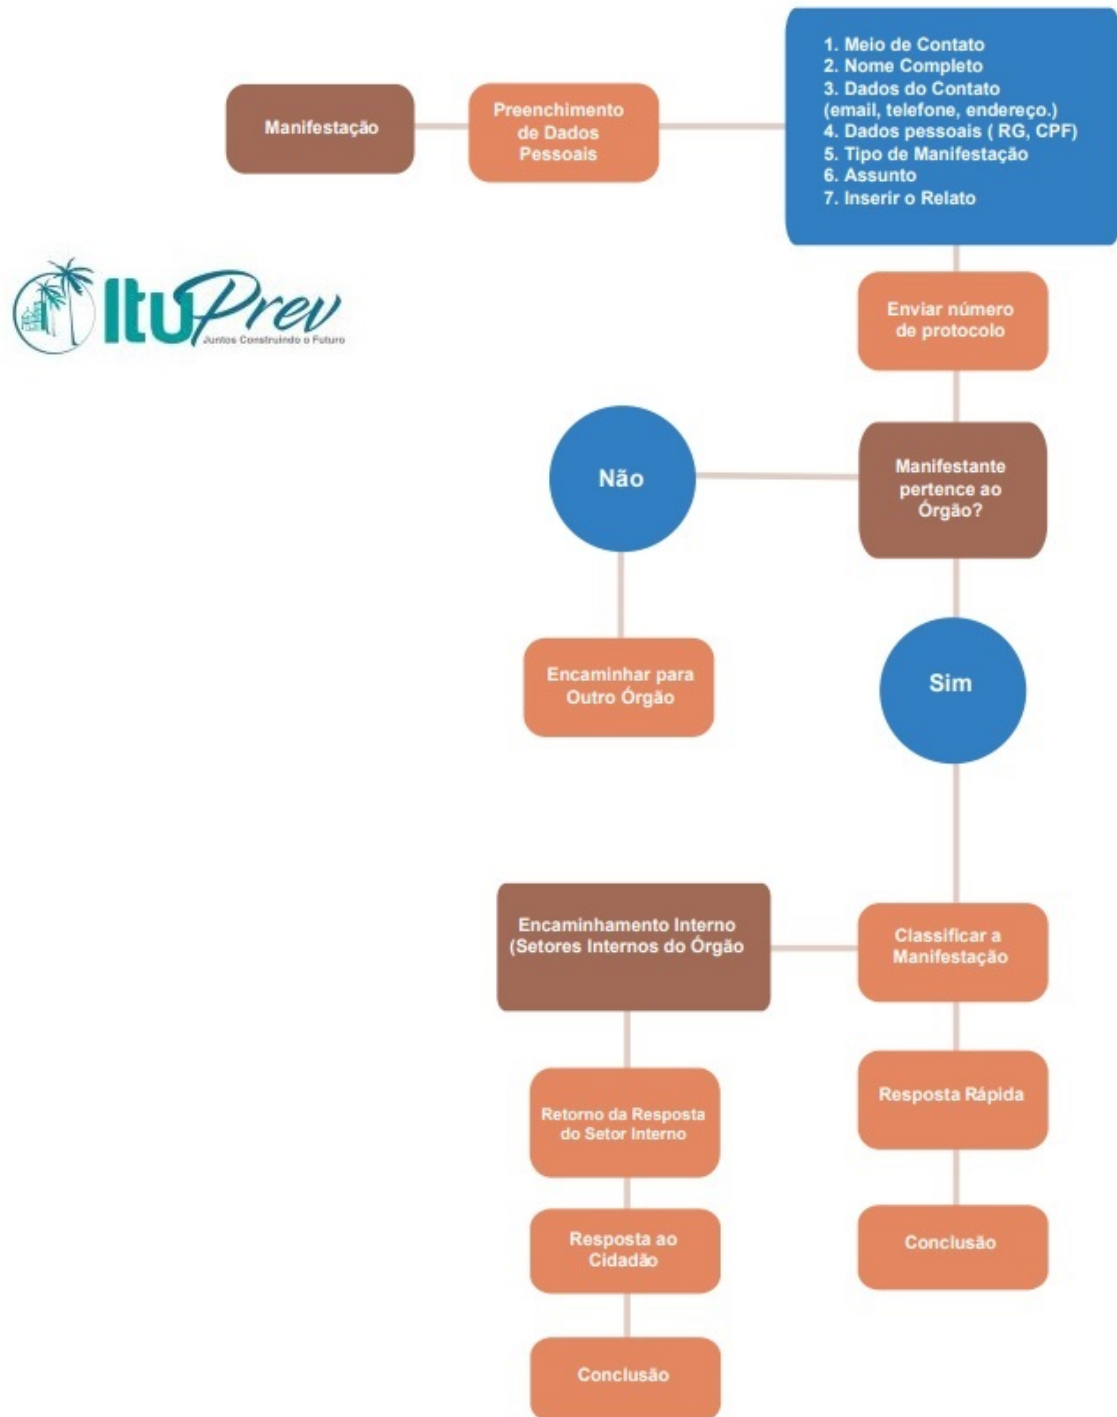 1. Meio de Contato
2. Nome Completo
3. Dados do Contato
(email, telefone, endereço.)
4. Dados pessoais ( RG, CPF)
5. Tipo de Manifestação
6. Assunto
7. Inserir o Relato
Manifestação
Preenchimento
de Dados
Pessoais
ItuPrev
Juntos Construindo o Futuro
Enviar número
de protocolo
Manifestante
pertence ao
Órgão?
Não
Encaminhar para
Outro Órgão
Sim
Classificar a
Manifestação
Encaminhamento Interno
(Setores Internos do Órgão
Retorno da Resposta
do Setor Interno
Resposta ao
Cidadão
Conclusão
Resposta Rápida
Conclusão